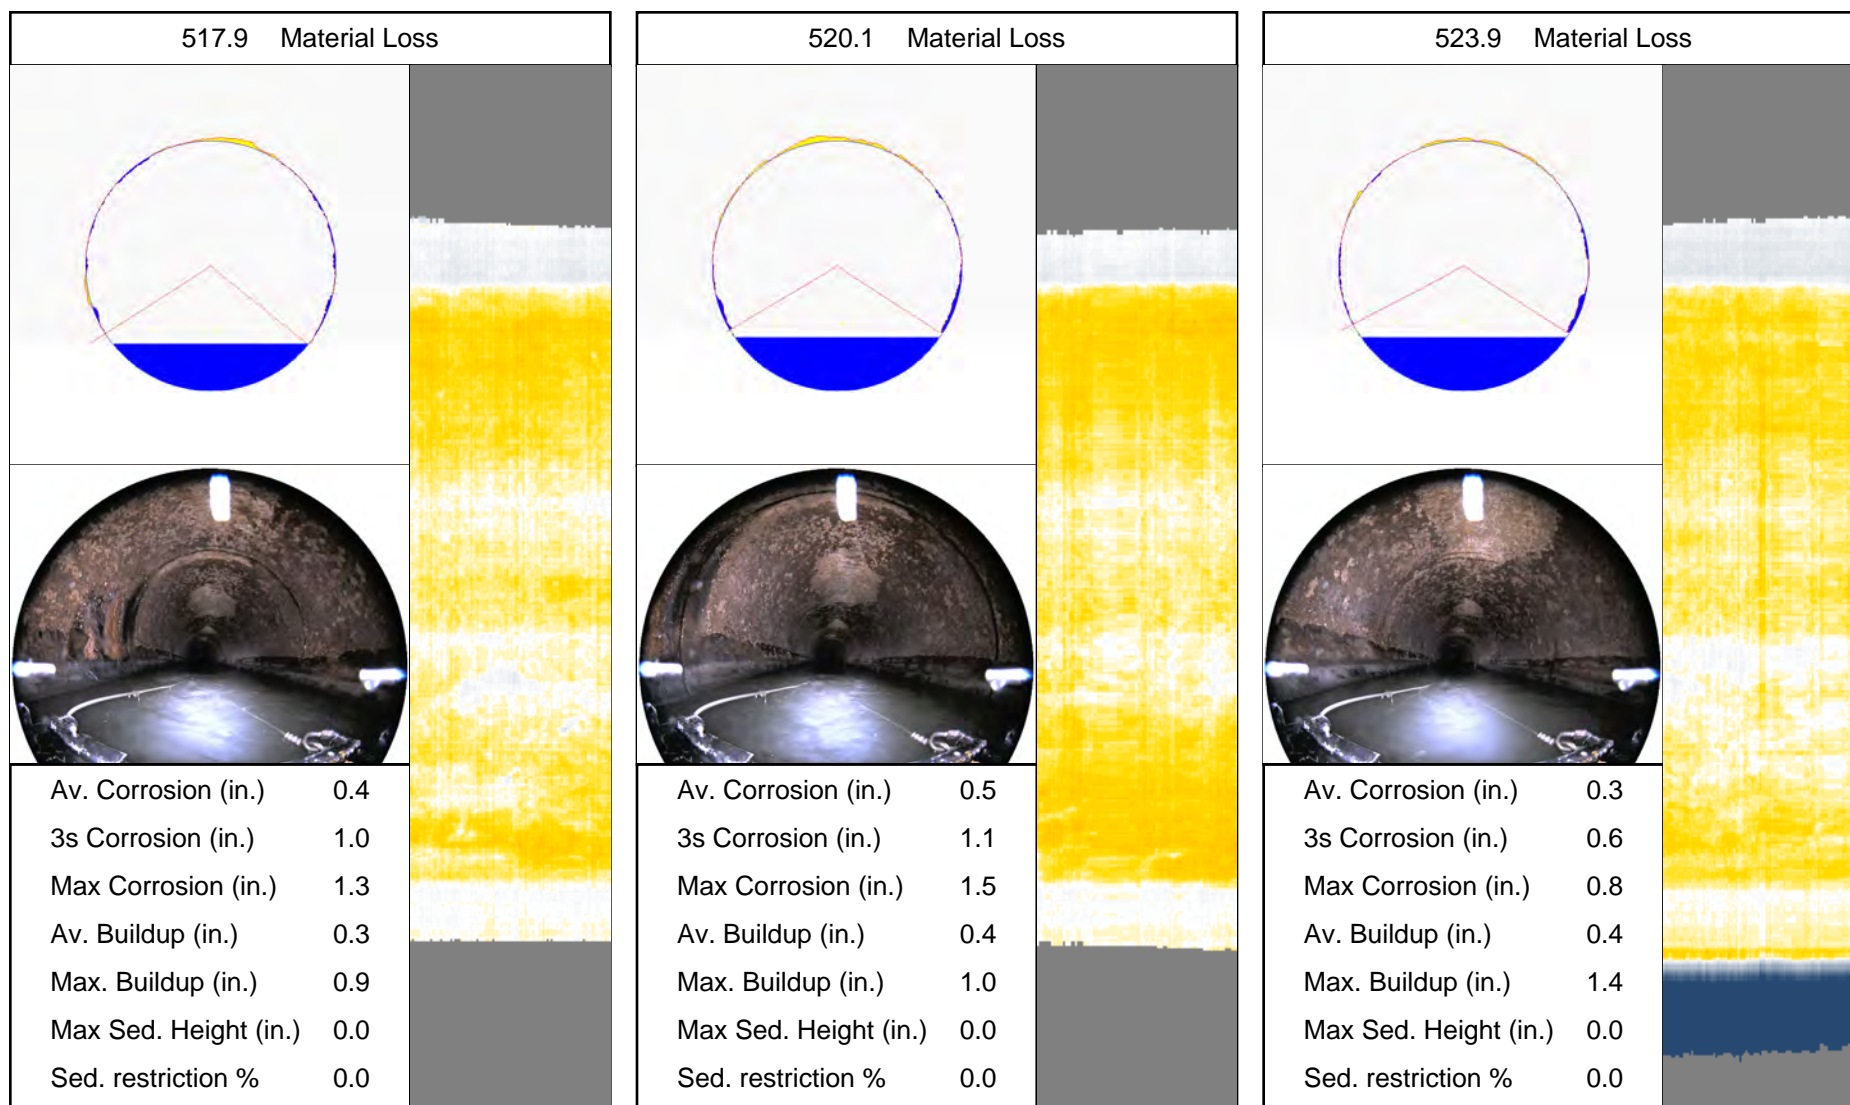 517.9 Material Loss
Av. Corrosion (in.) 0.4
3s Corrosion (in.) 1.0
Max Corrosion (in.) 1.3
Av. Buildup (in.) 0.3
Max. Buildup (in.) 0.9
Max Sed. Height (in.) 0.0
Sed. restriction % 0.0
520.1 Material Loss
Av. Corrosion (in.) 0.5
3s Corrosion (in.) 1.1
Max Corrosion (in.) 1.5
Av. Buildup (in.) 0.4
Max. Buildup (in.) 1.0
Max Sed. Height (in.) 0.0
Sed. restriction % 0.0
523.9 Material Loss
Av. Corrosion (in.) 0.3
3s Corrosion (in.) 0.6
Max Corrosion (in.) 0.8
Av. Buildup (in.) 0.4
Max. Buildup (in.) 1.4
Max Sed. Height (in.) 0.0
Sed. restriction % 0.0